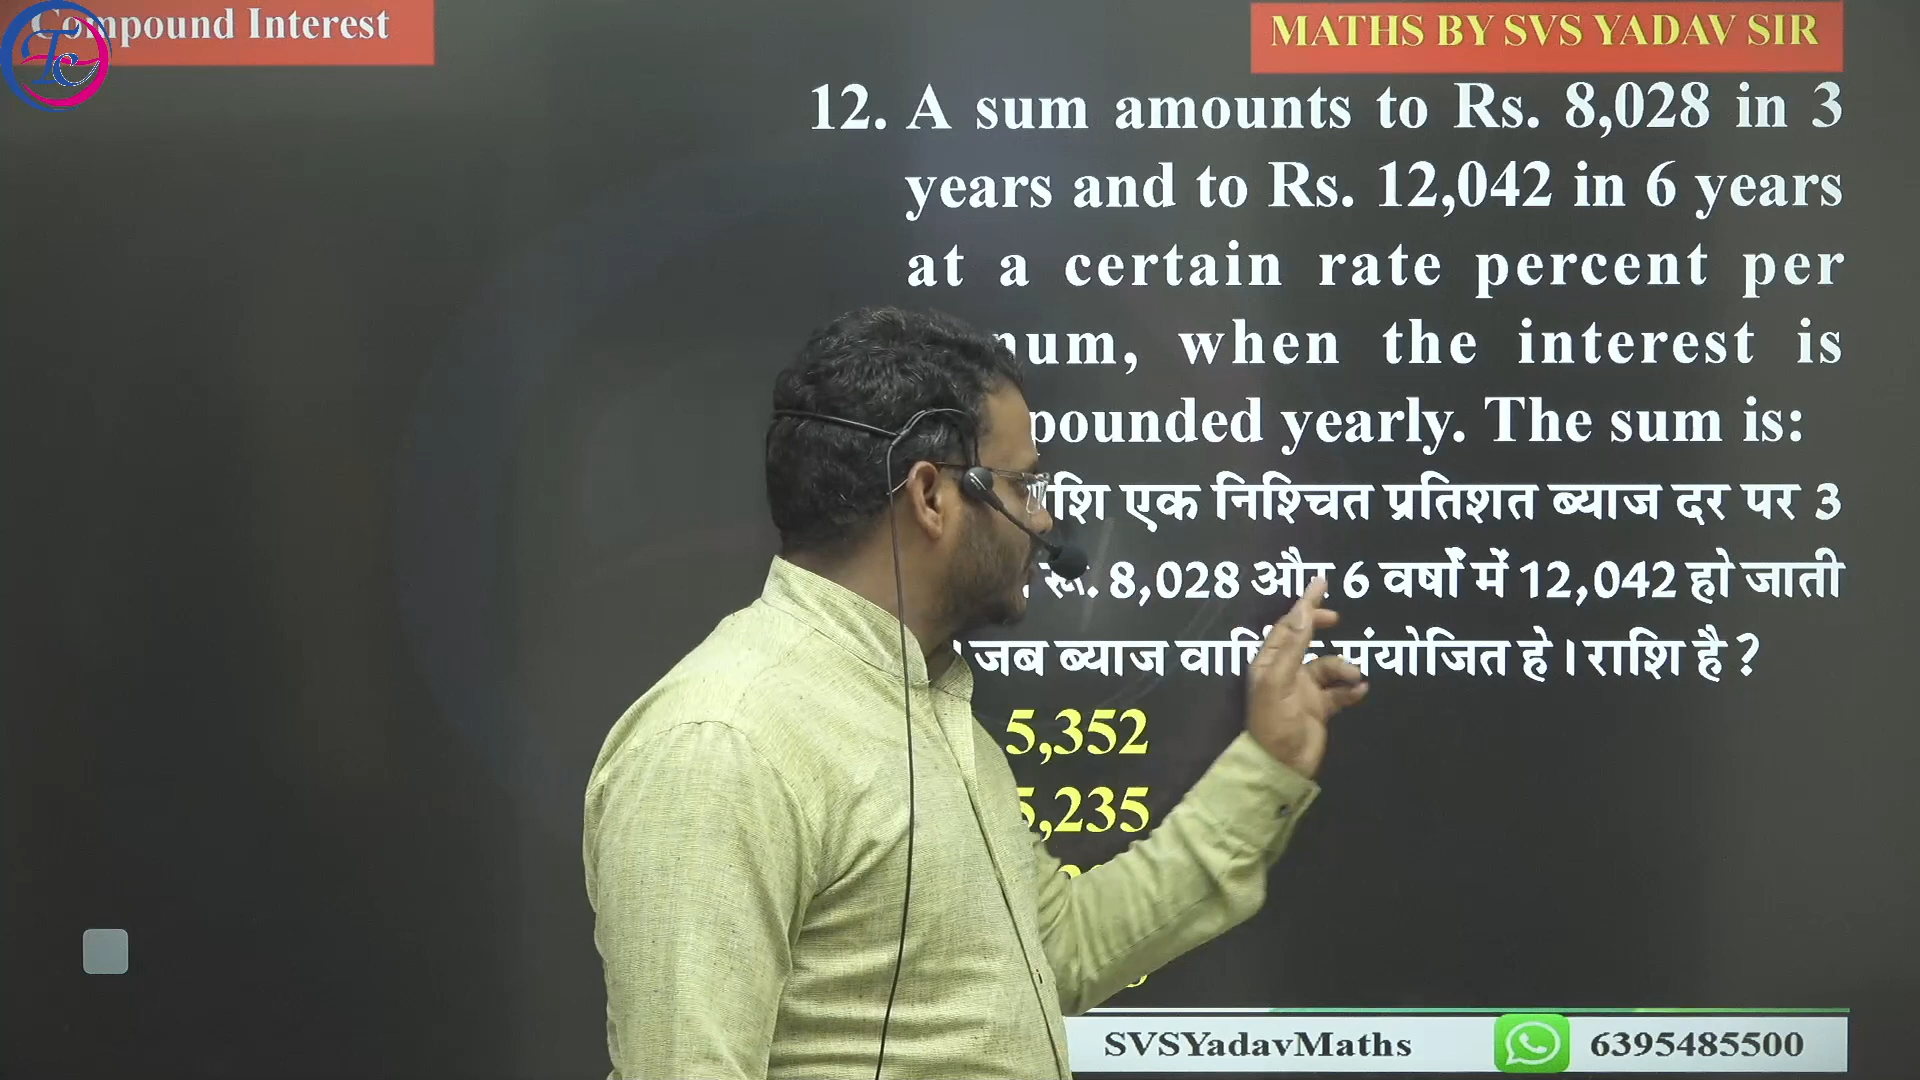 Compound Interest
MATHS BY SVS YADAV SIR
12. A sum amounts to Rs. 8,028 in 3
years and to Rs. 12,042 in 6 years
at a certain rate percent per
when the interest is
yearly. The sum is:
एक निश्चित प्रतिशत ब्याज दर पर 3
रू. 8,028 और 6 वर्षों में 12,042 हो जाती
जब ब्याज वार्षिक संयोजित हे । राशि है ?
5,352
5,235
SVSYadavMaths
6395485500